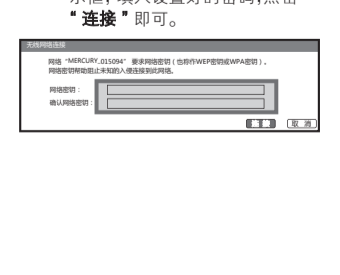 示框，填入设置好的密码，点击
“连接”即可。
无线网络连接
网络“MERCURY_015094”要求网络密钥（也称作WEP密钥或WPA密钥）。
网络密钥帮助阻止未知的入侵连接到此网络。
网络密钥：
确认网络密钥：
取 消